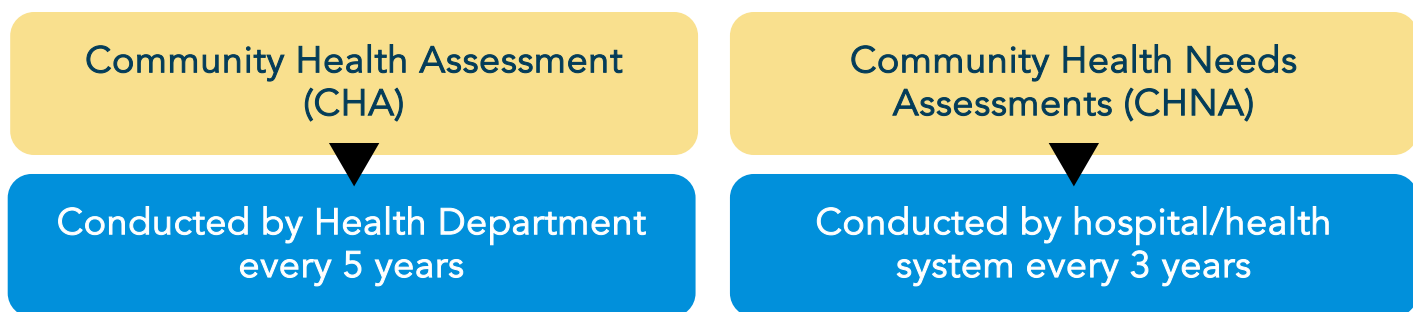 Community Health Assessment
(CHA)
Conducted by Health Department
every 5 years
Community Health Needs
Assessments (CHNA)
Conducted by hospital/health
system every 3 years